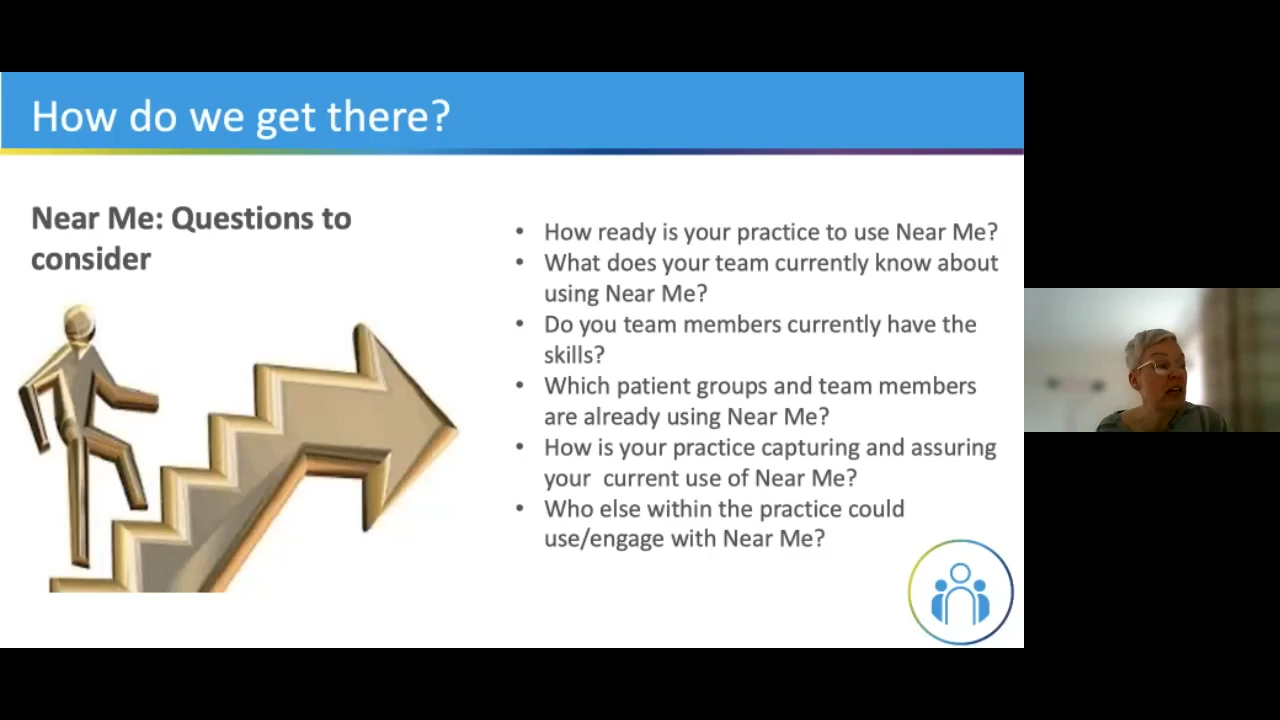 How do we get there?
Near Me: Questions to
consider
• How ready is your practice to use Near Me?
• What does your team currently know about
using Near Me?
• Do you team members currently have the
skills?
• Which patient groups and team members
are already using Near Me?
• How is your practice capturing and assuring
your  current use of Near Me?
• Who else within the practice could
use/engage with Near Me?